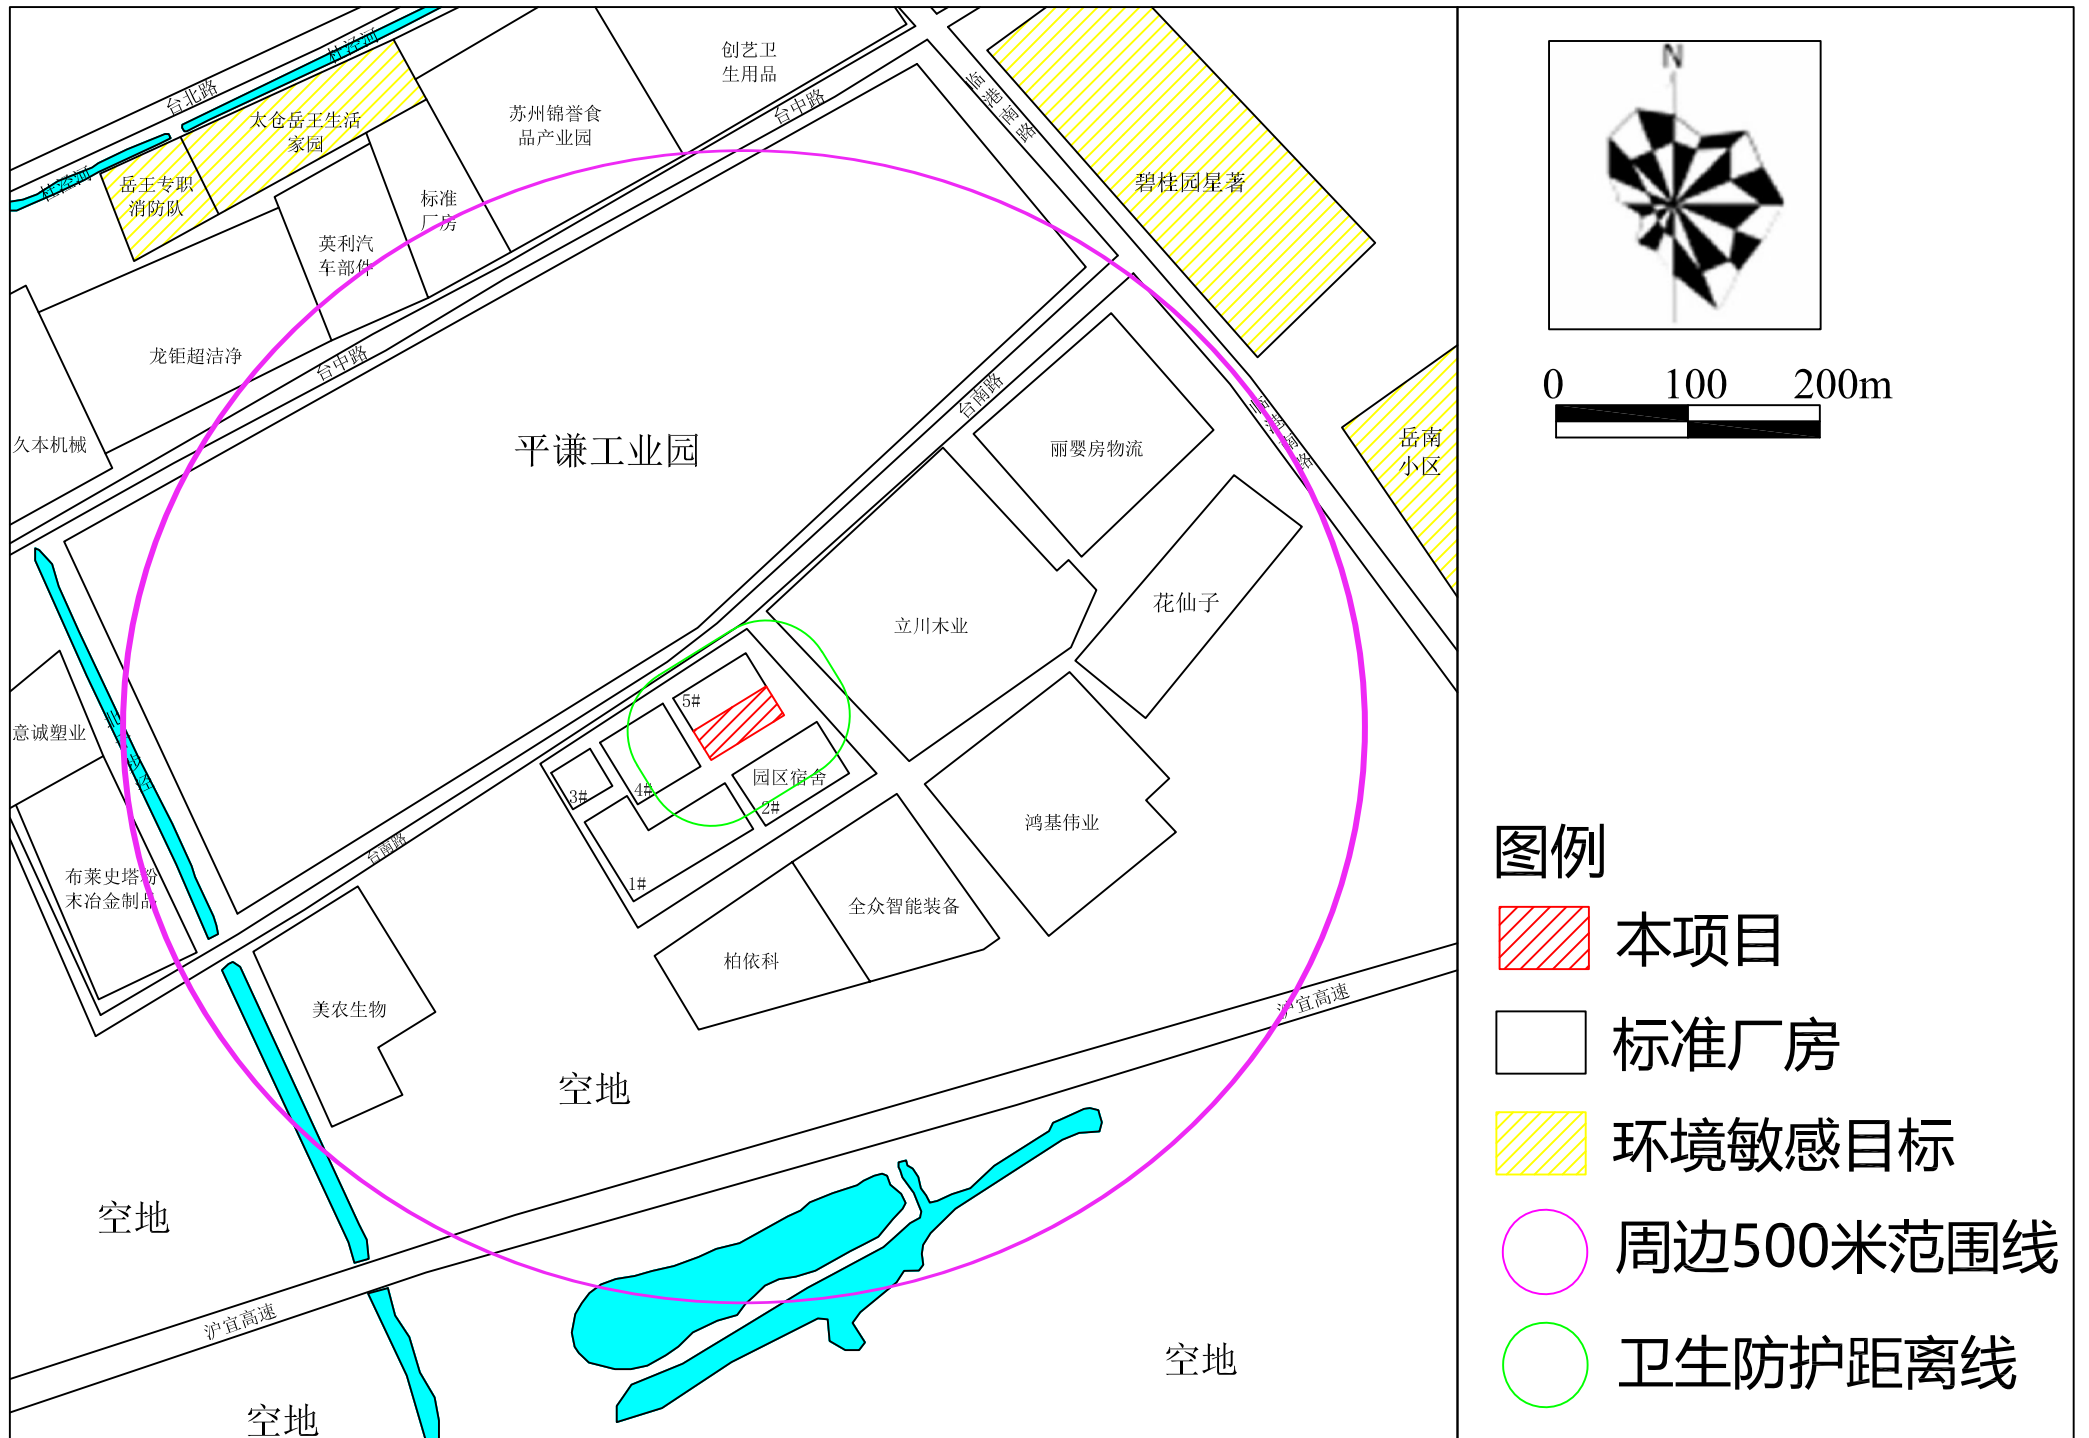 创艺卫
生用品
杜泾河
台北路
太仓岳王生活
家园
苏州锦誉食
品产业园
台中路
临港南路
碧桂园星著
杜泾河
岳王专职
消防队
标准
厂房
英利汽
车部件
龙钜超洁净
台中路
久本机械
平谦工业园
台南路
临港南路
丽婴房物流
岳南
小区
花仙子
立川木业
5#
园区宿舍
2#
4#
3#
1#
意诚塑业
台南路
鸿基伟业
布莱史塔粉
末冶金制品
全众智能装备
柏依科
美农生物
沪宜高速
空地
空地
沪宜高速
空地
空地
N
0 100 200m
图例
本项目
标准厂房
环境敏感目标
周边500米范围线
卫生防护距离线